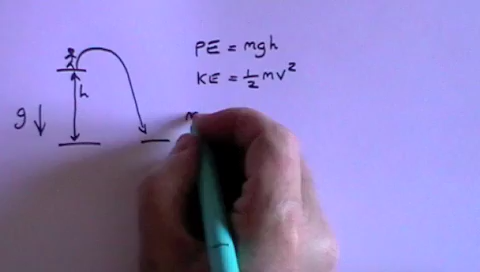 PE = mgh
KE = ½mv²
h
g
m